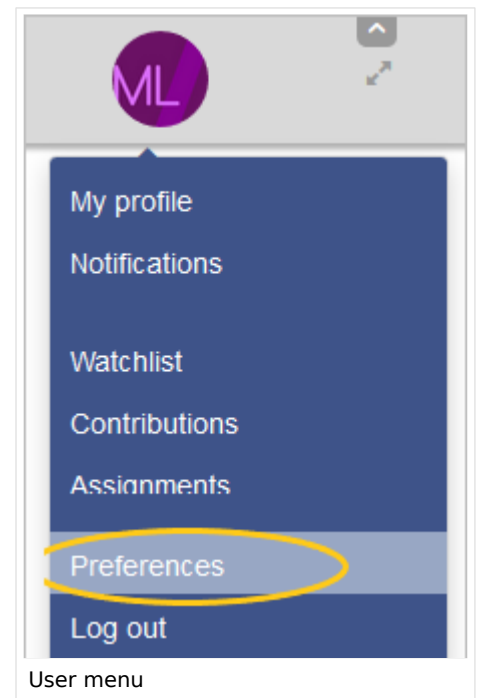 ML
My profile
Notifications
Watchlist
Contributions
Assignments
Preferences
Log out
User menu